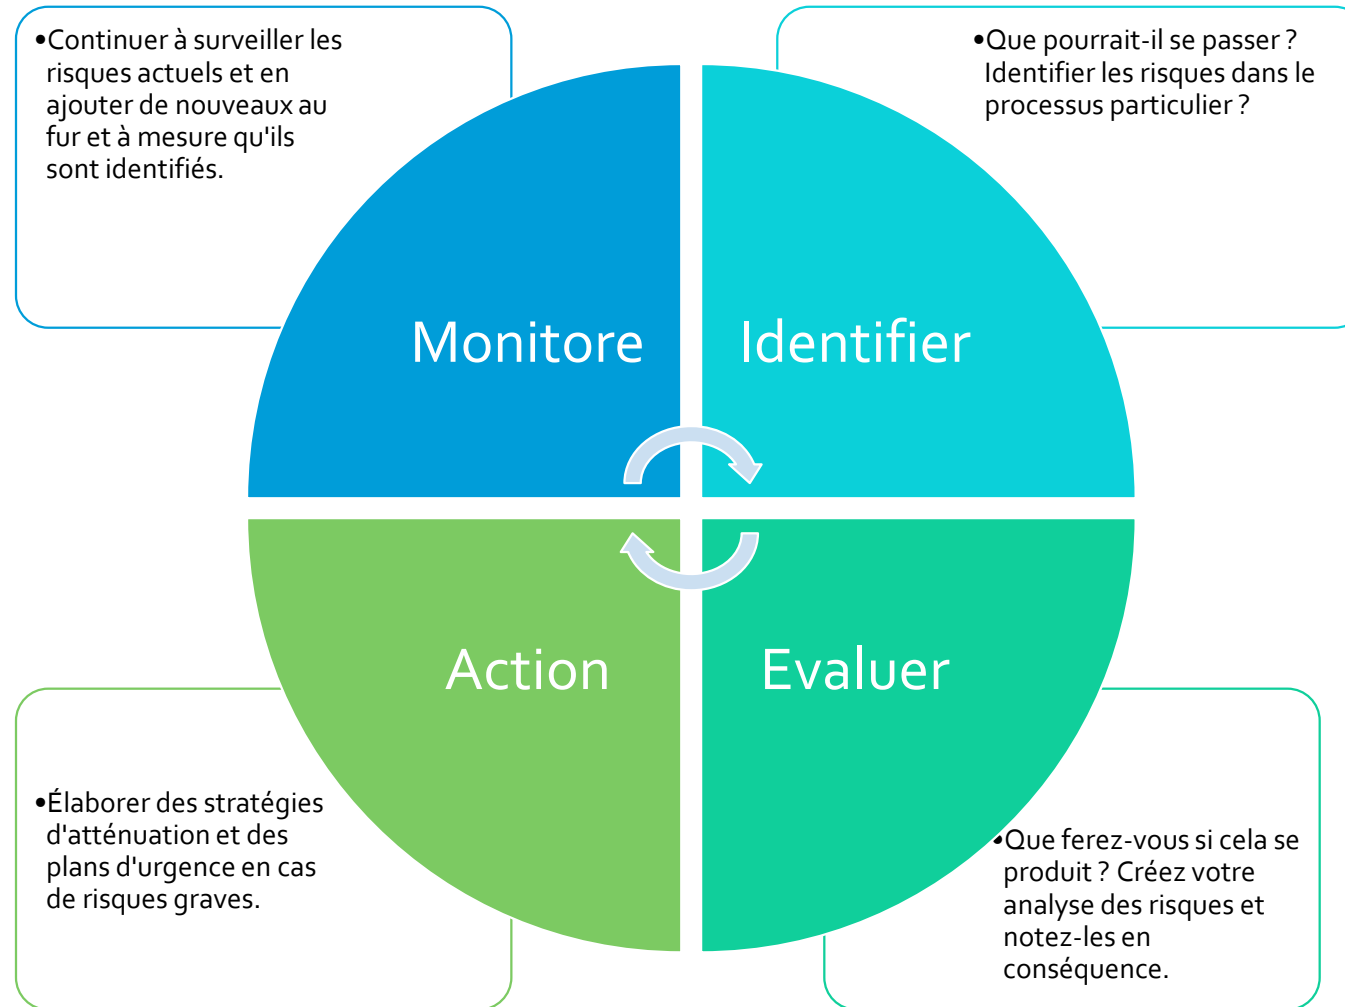 •Continuer à surveiller les
risques actuels et en
ajouter de nouveaux au
fur et à mesure qu'ils
sont identifiés.
•Que pourrait-il se passer ?
Identifier les risques dans le
processus particulier ?
Monitore
Identifier
Action
Evaluer
•Élaborer des stratégies
d'atténuation et des
plans d'urgence en cas
de risques graves.
•Que ferez-vous si cela se
produit ? Créez votre
analyse des risques et
notez-les en
conséquence.